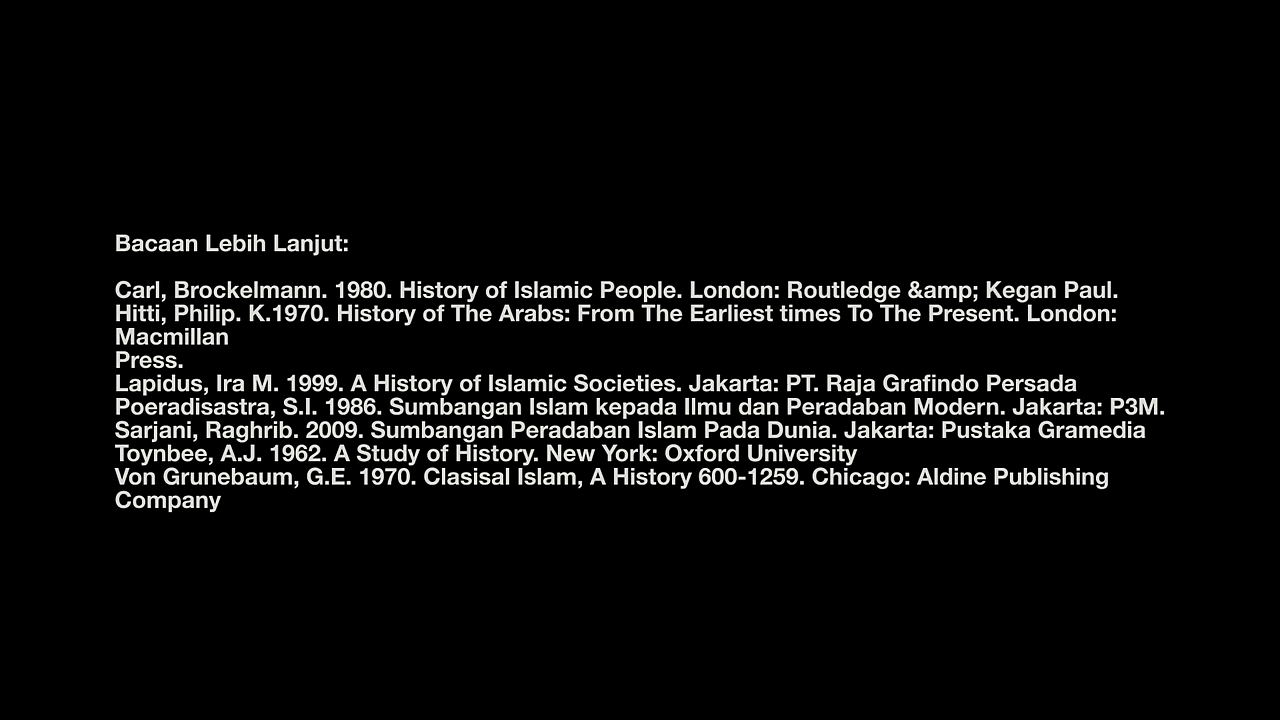 Bacaan Lebih Lanjut:
Carl, Brockelmann. 1980. History of Islamic People. London: Routledge &amp; Kegan Paul.
Hitti, Philip. K.1970. History of The Arabs: From The Earliest times To The Present. London:
Macmillan
Press.
Lapidus, Ira M. 1999. A History of Islamic Societies. Jakarta: PT. Raja Grafindo Persada
Poeradisastra, S.I. 1986. Sumbangan Islam kepada Ilmu dan Peradaban Modern. Jakarta: P3M.
Sarjani, Raghrib. 2009. Sumbangan Peradaban Islam Pada Dunia. Jakarta: Pustaka Gramedia
Toynbee, A.J. 1962. A Study of History. New York: Oxford University
Von Grunebaum, G.E. 1970. Clasisal Islam, A History 600-1259. Chicago: Aldine Publishing
Company